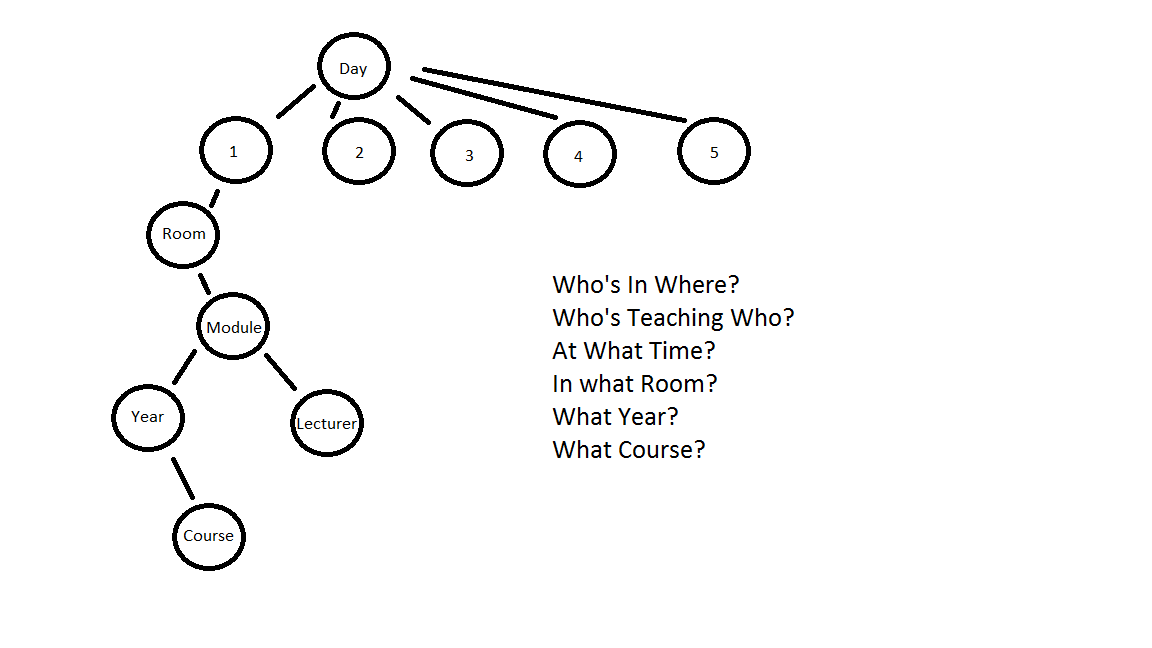 Day
1
2
3
4
5
Room
Module
Year
Lecturer
Course
Who's In Where?
Who's Teaching Who?
At What Time?
In what Room?
What Year?
What Course?